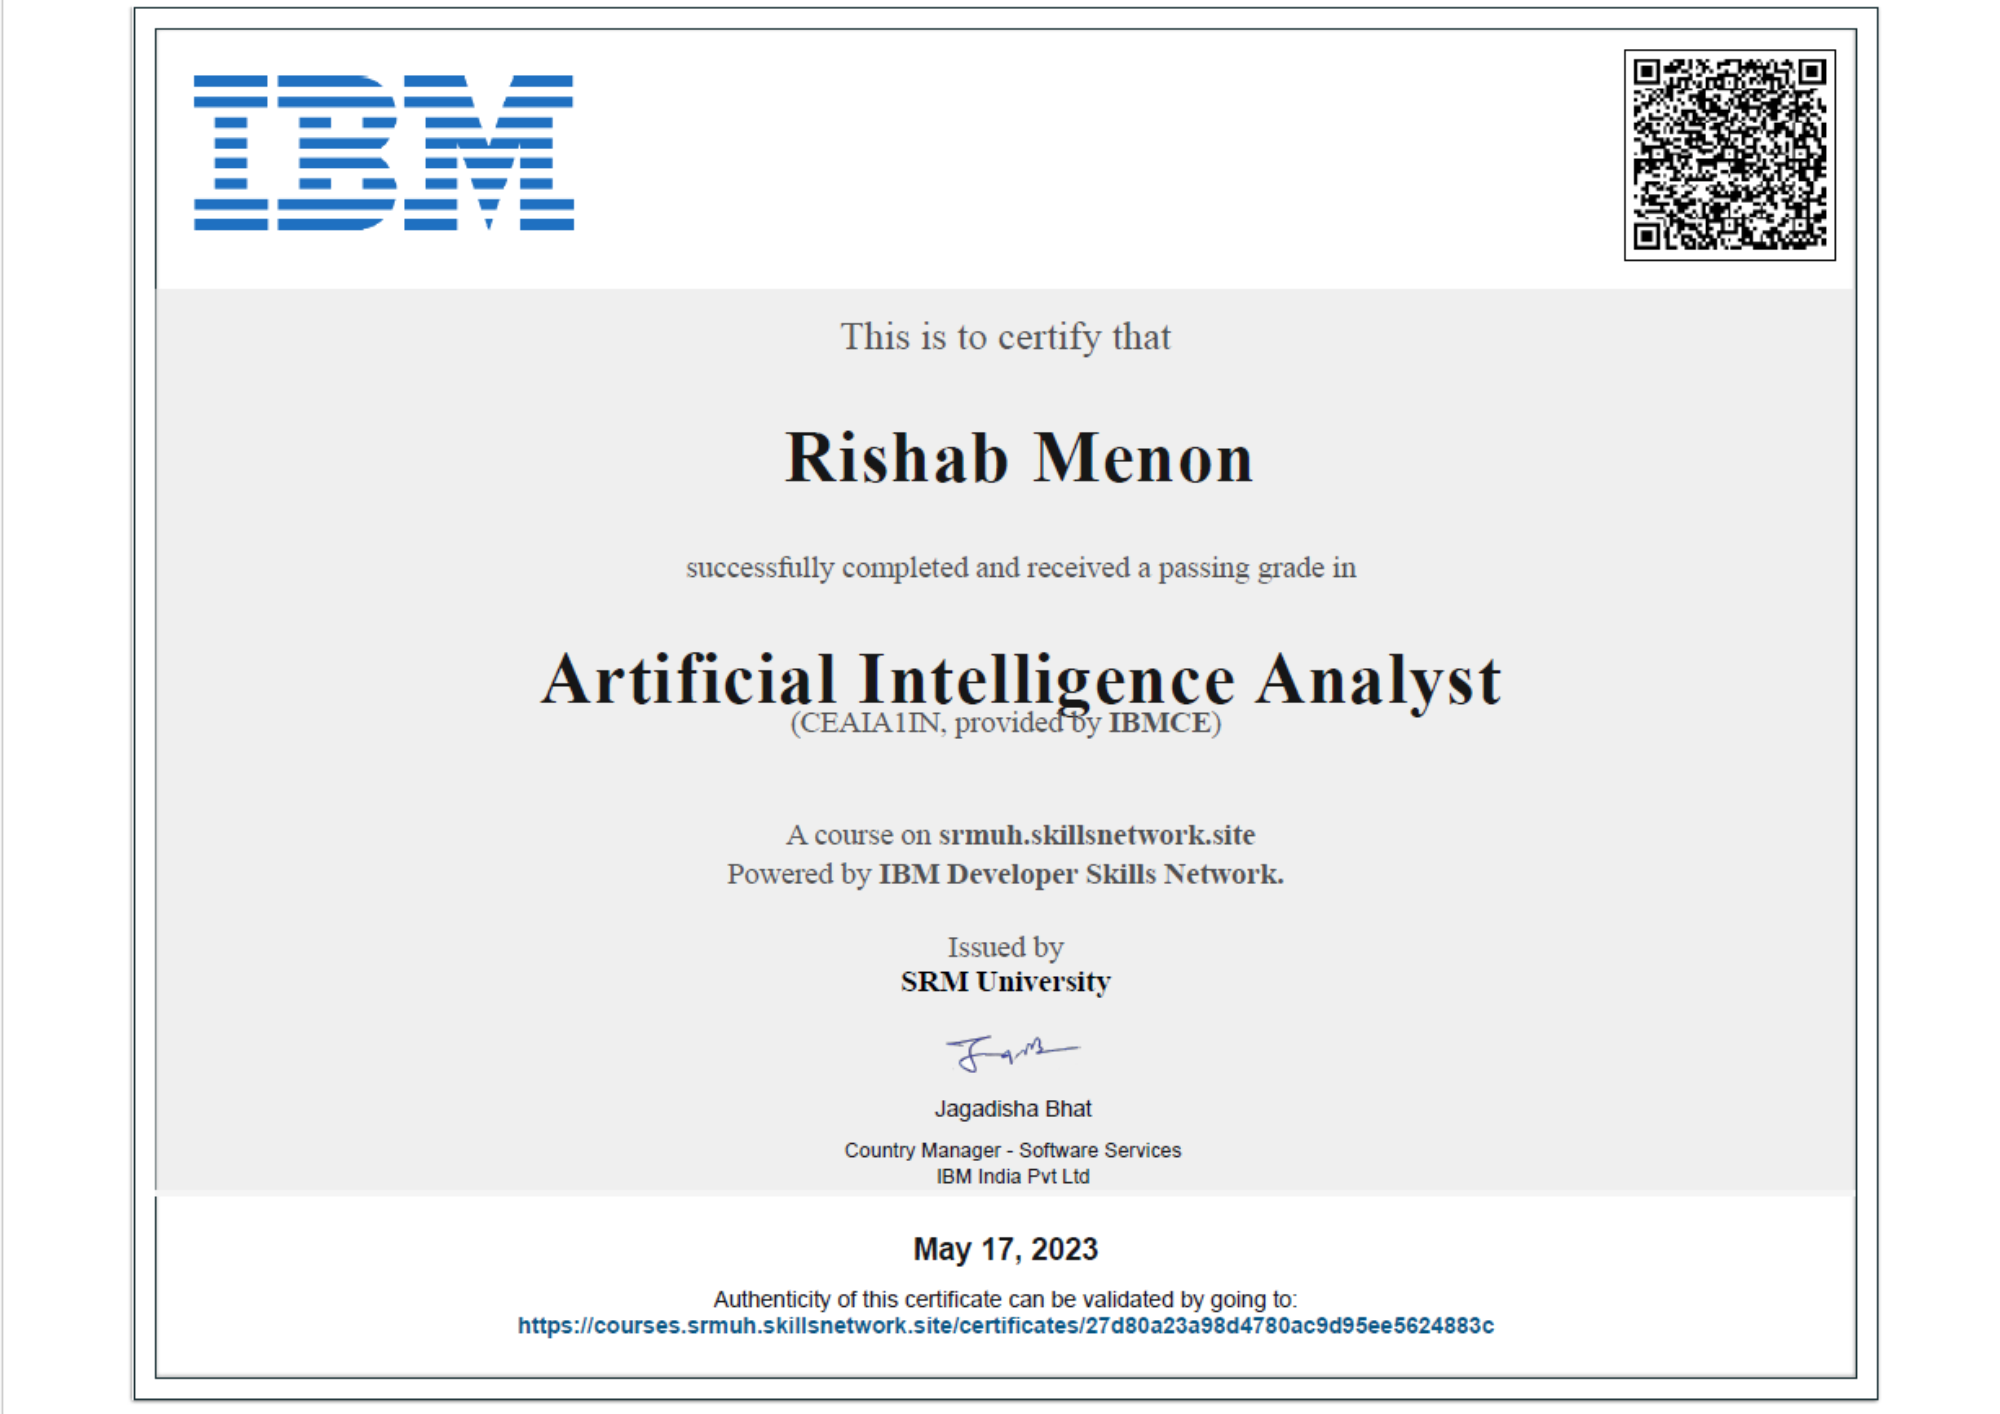 IBM
This is to certify that
Rishab Menon
successfully completed and received a passing grade in
Artificial Intelligence Analyst
(CEAIA1IN, provided by IBMCE)
A course on srmuh.skillsnetwork.site
Powered by IBM Developer Skills Network.
Issued by
SRM University
Jagadisha Bhat
Country Manager - Software Services
IBM India Pvt Ltd
May 17, 2023
Authenticity of this certificate can be validated by going to:
https://courses.srmuh.skillsnetwork.site/certificates/27d80a23a98d4780ac9d95ee5624883c